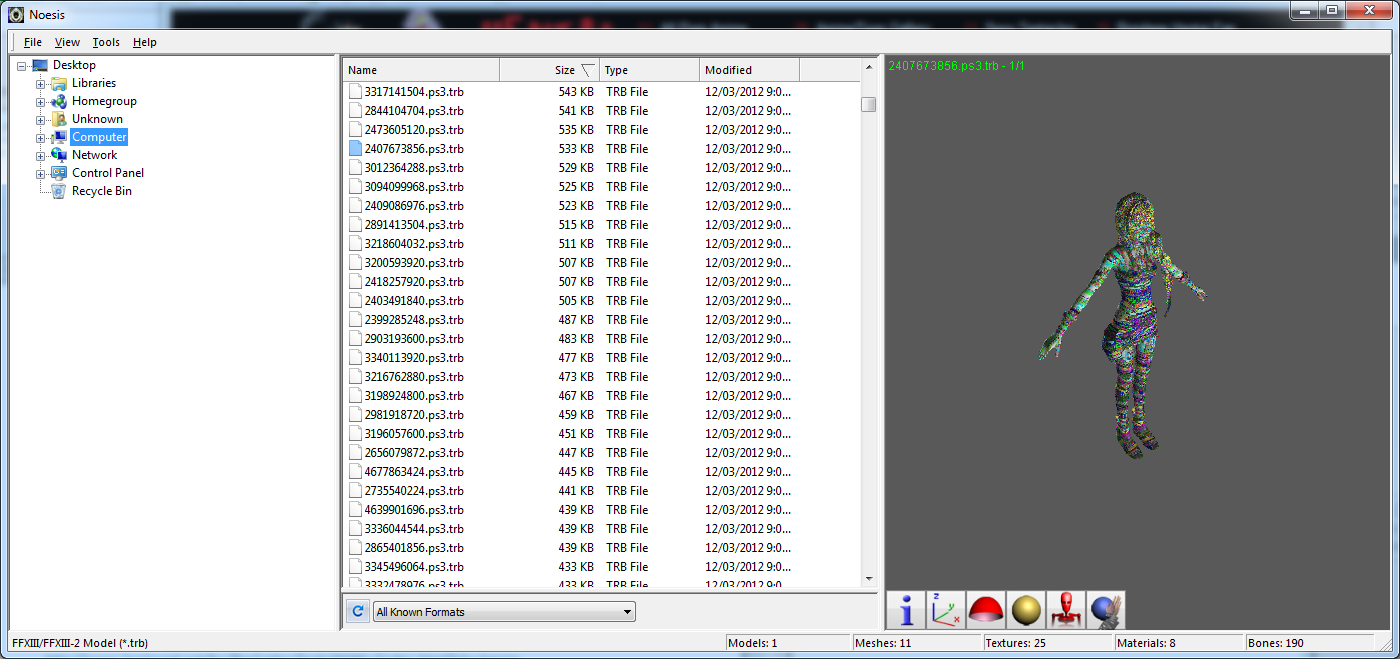 Noesis
File View Tools Help
Desktop
Libraries
Homegroup
Unknown
Computer
Network
Control Panel
Recycle Bin
Name Size Type Modified
3317141504.ps3.trb 543 KB TRB File 12/03/2012 9:0...
2844104704.ps3.trb 541 KB TRB File 12/03/2012 9:0...
2473605120.ps3.trb 535 KB TRB File 12/03/2012 9:0...
2407673856.ps3.trb 533 KB TRB File 12/03/2012 9:0...
3012364288.ps3.trb 529 KB TRB File 12/03/2012 9:0...
3094099968.ps3.trb 525 KB TRB File 12/03/2012 9:0...
2409086976.ps3.trb 523 KB TRB File 12/03/2012 9:0...
2891413504.ps3.trb 515 KB TRB File 12/03/2012 9:0...
3218604032.ps3.trb 511 KB TRB File 12/03/2012 9:0...
3200593920.ps3.trb 507 KB TRB File 12/03/2012 9:0...
2418257920.ps3.trb 507 KB TRB File 12/03/2012 9:0...
2403491840.ps3.trb 505 KB TRB File 12/03/2012 9:0...
2399285248.ps3.trb 487 KB TRB File 12/03/2012 9:0...
2903193600.ps3.trb 483 KB TRB File 12/03/2012 9:0...
3340113920.ps3.trb 477 KB TRB File 12/03/2012 9:0...
3216762880.ps3.trb 473 KB TRB File 12/03/2012 9:0...
3198924800.ps3.trb 467 KB TRB File 12/03/2012 9:0...
2981918720.ps3.trb 459 KB TRB File 12/03/2012 9:0...
3196057600.ps3.trb 451 KB TRB File 12/03/2012 9:0...
2656079872.ps3.trb 447 KB TRB File 12/03/2012 9:0...
4677863424.ps3.trb 445 KB TRB File 12/03/2012 9:0...
2735540224.ps3.trb 441 KB TRB File 12/03/2012 9:0...
4639901696.ps3.trb 439 KB TRB File 12/03/2012 9:0...
3336044544.ps3.trb 439 KB TRB File 12/03/2012 9:0...
2865401856.ps3.trb 439 KB TRB File 12/03/2012 9:0...
3345496064.ps3.trb 433 KB TRB File 12/03/2012 9:0...
3332478976.ps3.trb 433 KB TRB File 12/03/2012 9:0...
All Known Formats
2407673856.ps3.trb - 1/1
z y x
FFXIII/FFXIII-2 Model (*.trb) Models: 1 Meshes: 11 Textures: 25 Materials: 8 Bones: 190